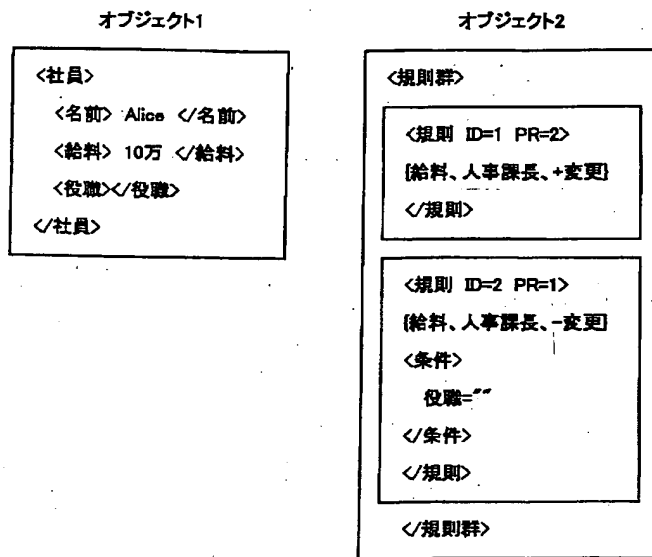 オブジェクト1
<社員>
<名前> Alice </名前>
<給料> 10万 </給料>
<役職></役職>
</社員>
オブジェクト2
<規則群>
<規則 ID=1 PR=2>
{給料、人事課長、+変更}
</規則>
<規則 ID=2 PR=1>
{給料、人事課長、-変更}
<条件>
役職=""
</条件>
</規則>
</規則群>